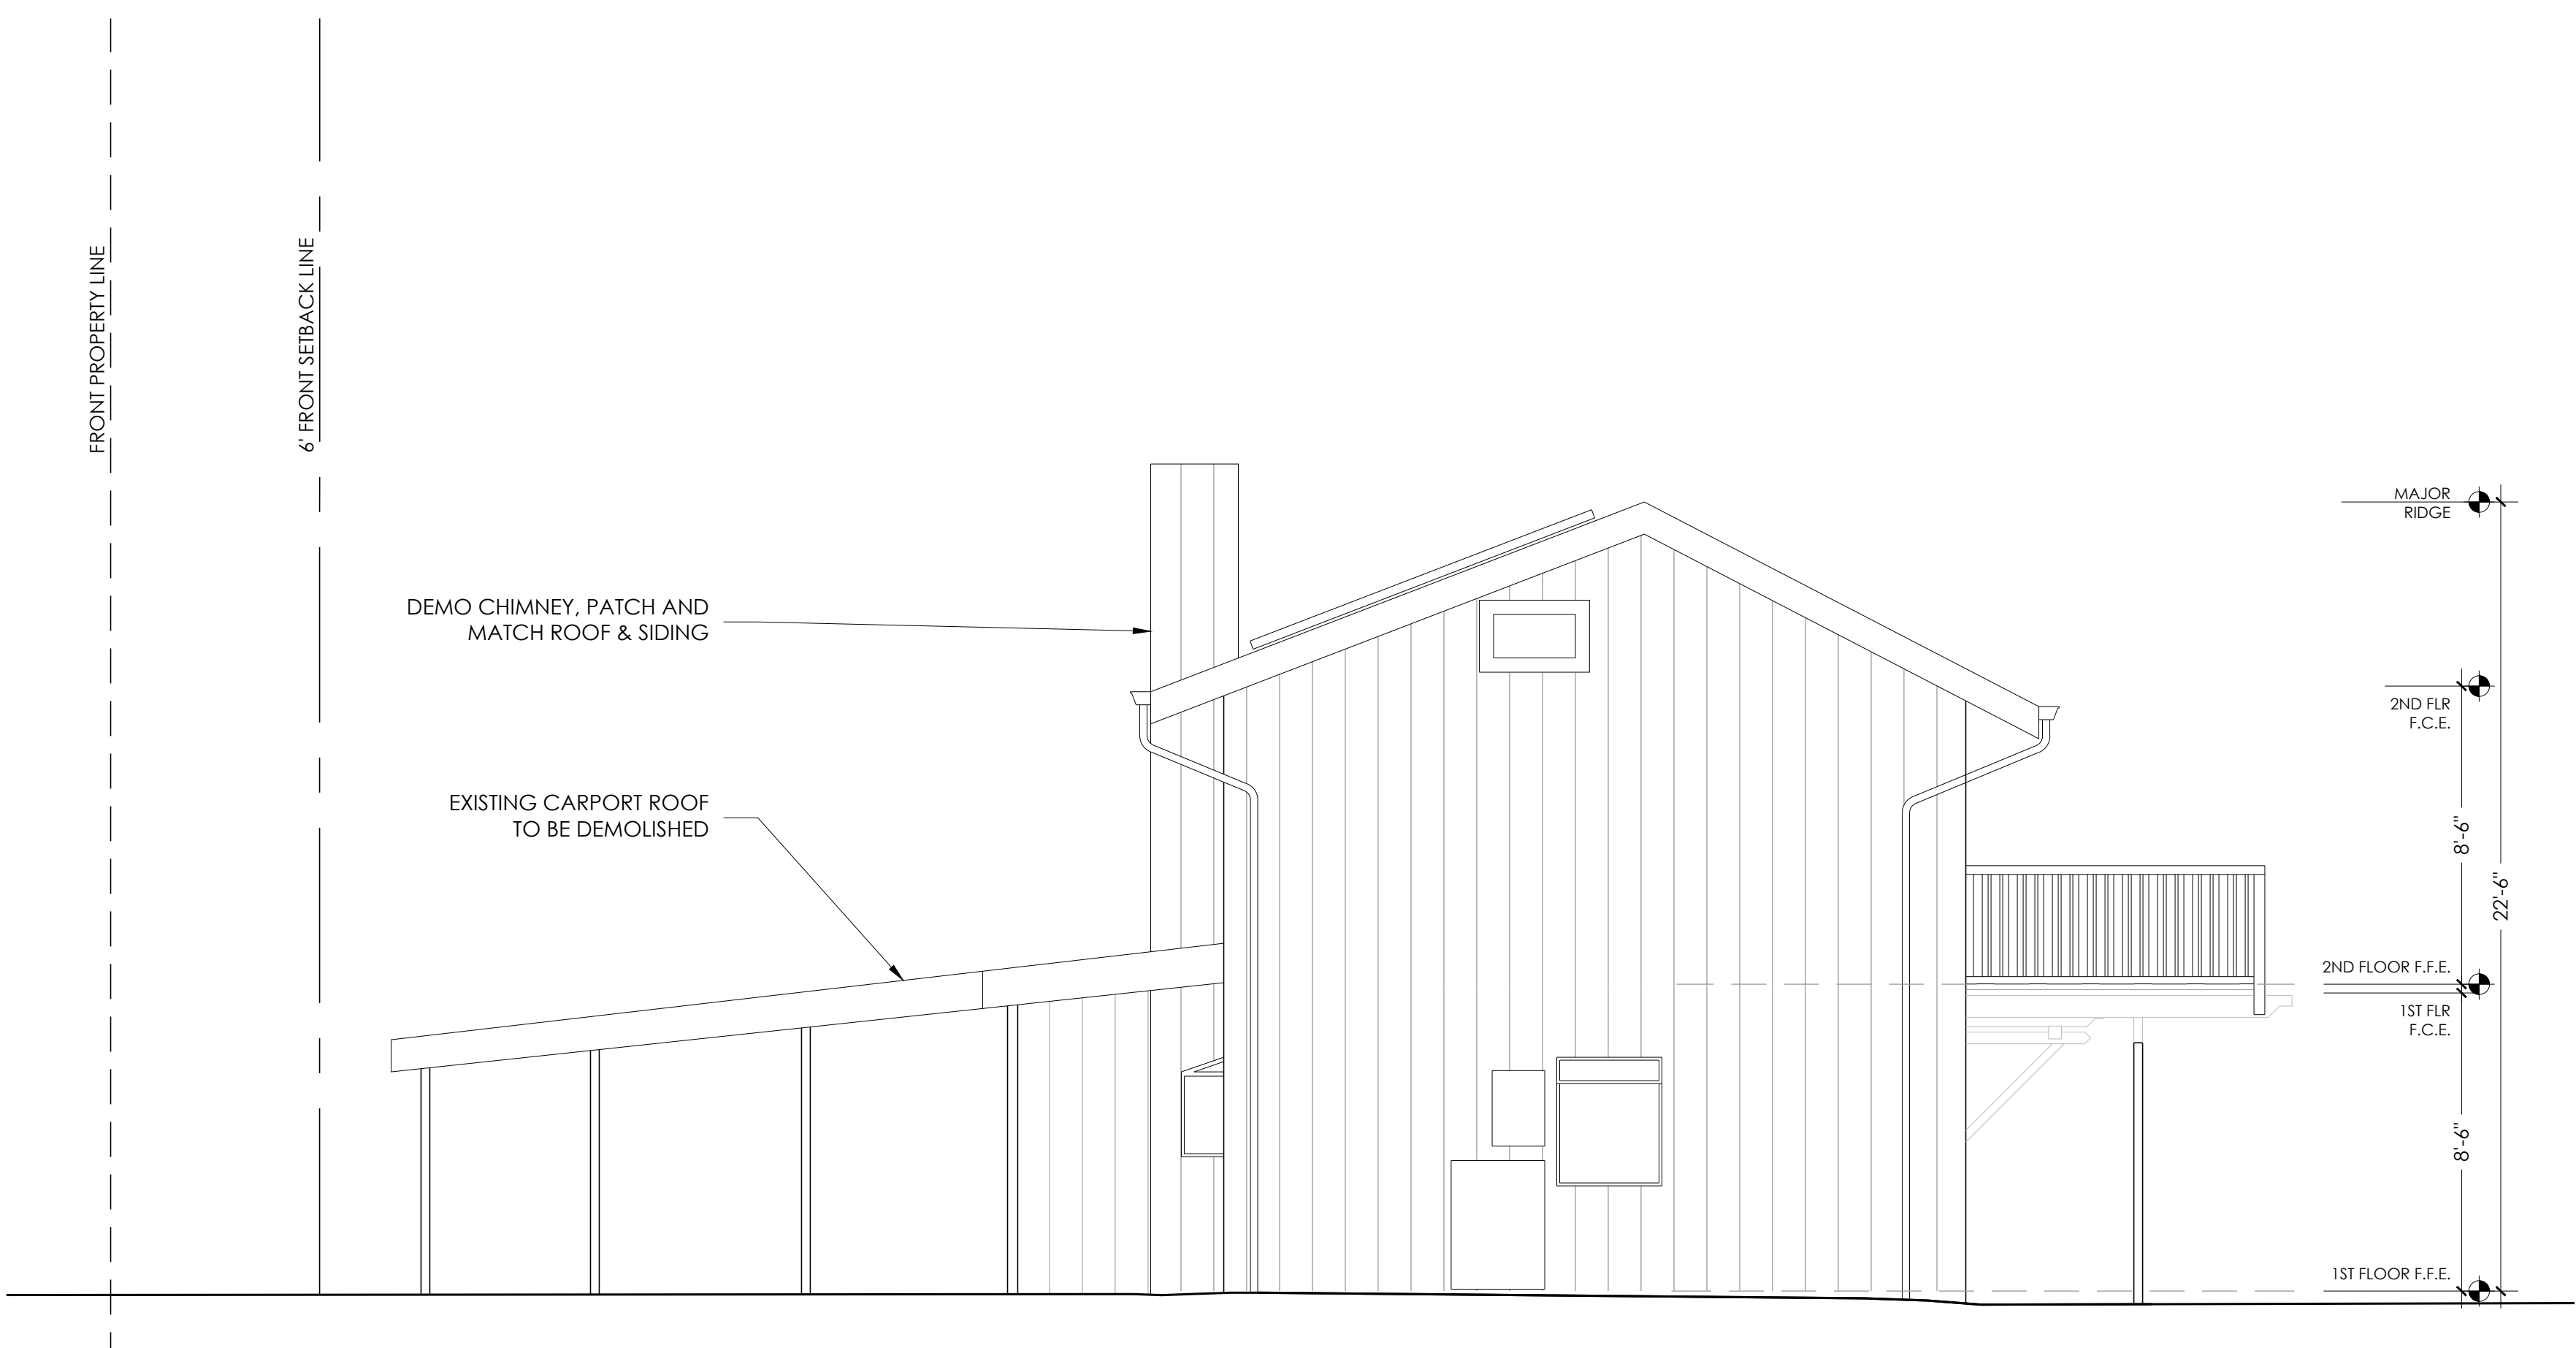 FRONT PROPERTY LINE
6' FRONT SETBACK LINE
DEMO CHIMNEY, PATCH AND
MATCH ROOF & SIDING
EXISTING CARPORT ROOF
TO BE DEMOLISHED
MAJOR
RIDGE
2ND FLR
F.C.E.
8'-6"
22'-6"
2ND FLOOR F.F.E.
1ST FLR
F.C.E.
8'-6"
1ST FLOOR F.F.E.